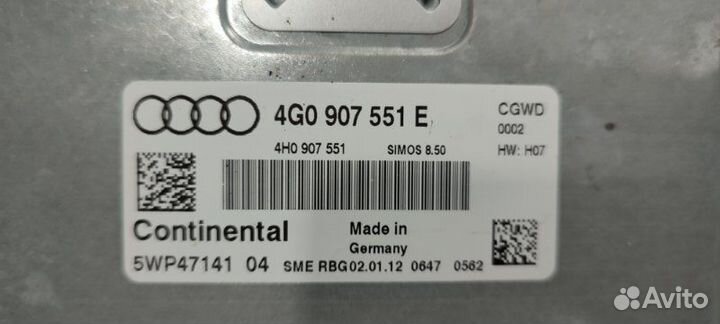 4G0 907 551 E
CGWD
0002
4H0 907 551 SIMOS 8.50 HW: H07
Continental
Made in
Germany
5WP47141 04 SME RBG02.01.12 0647 0562
Avito